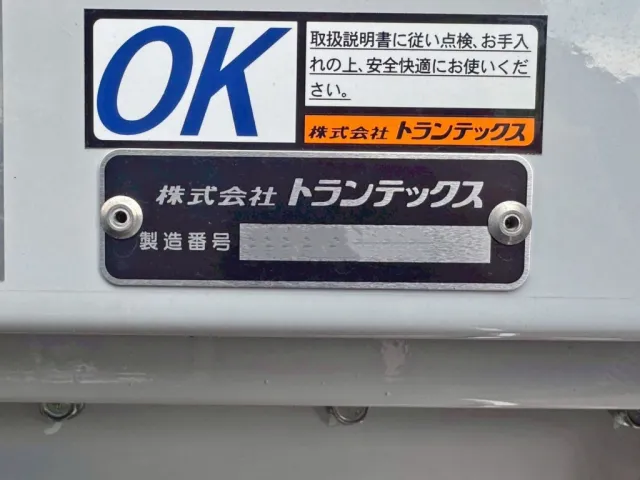 OK
取扱説明書に従い点検、お手入
れの上、安全快適にお使いくだ
さい。
株式会社 トランテックス
株式会社 トランテックス
製造番号